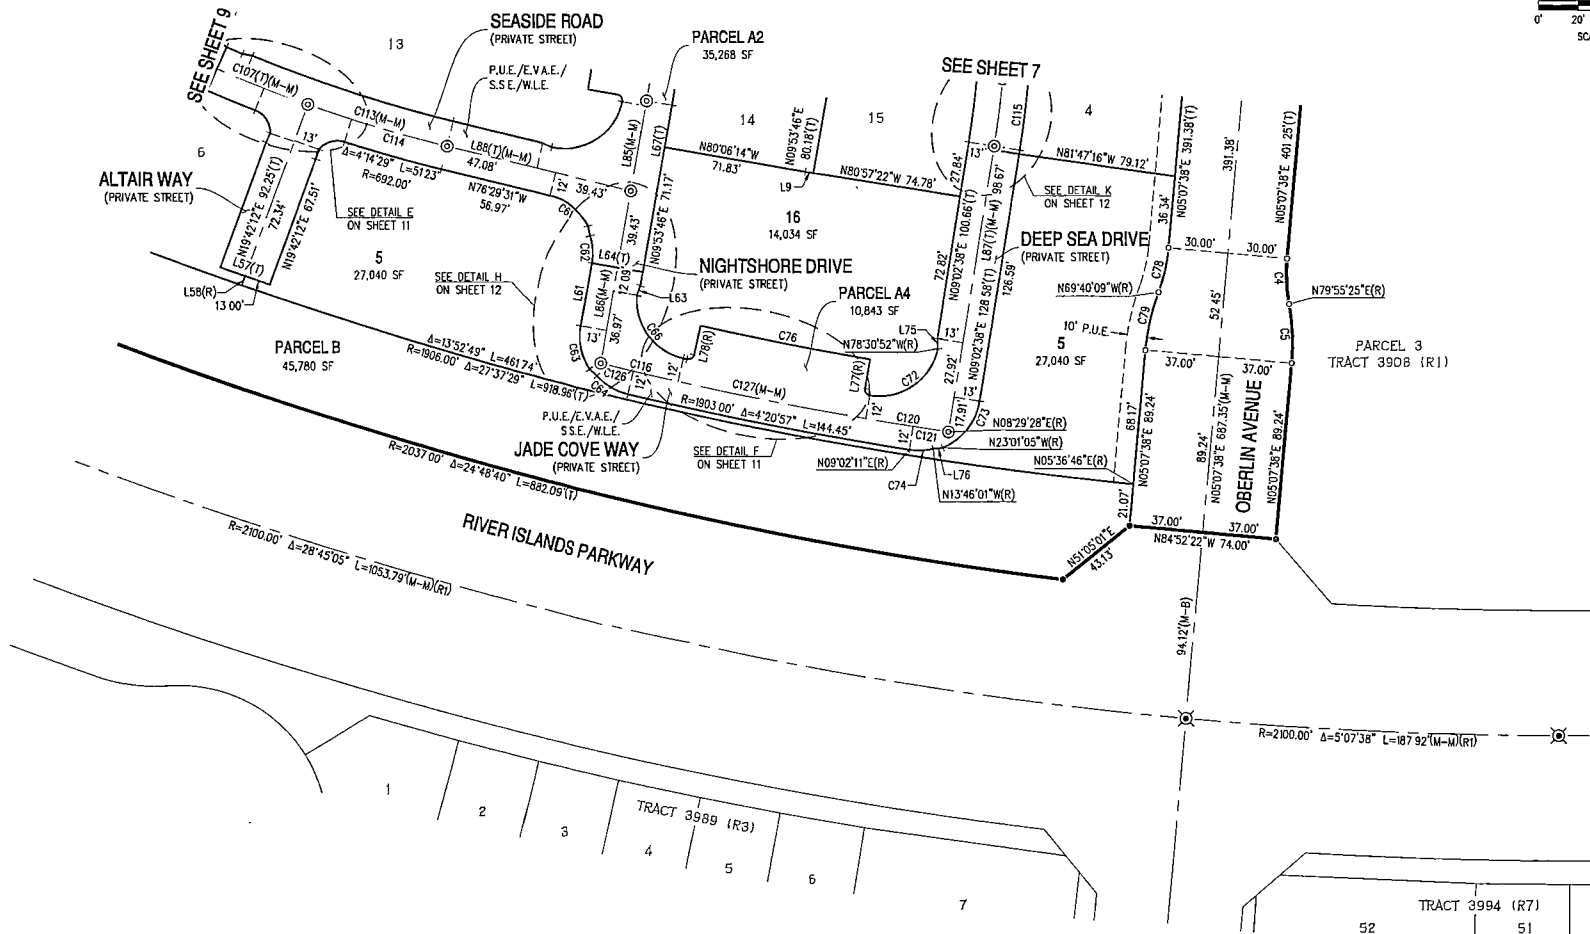 0' 20'
SEE SHEET 9
13
SEASIDE ROAD
(PRIVATE STREET)
PARCEL A2
35,268 SF
P.U.E./E.V.A.E./
S.S.E./W.L.E.
SEE SHEET 7
C107(T)(M-M)
C113(M-M)
C114
L88(T)(M-M)
47.08'
L85(M-M)
L67(T)
14
15
4
C115
13'
6
ALTAIR WAY
(PRIVATE STREET)
N19°42'12"E 92.25'(T)
72.34'
N19°42'12"E 67.51'
L57(T)
L58(R)
13.00'
Δ=4°14'29" L=51.23'
R=692.00'
N76°29'31"W
56.97'
SEE DETAIL E
ON SHEET 11
12'
39.43'
C61
C62
L61
L64(T)
39.43'
N09°53'46"E 71.17'
12.09'
L86(M-M)
36.97'
L63
13'
C63
C64
C66
5
27,040 SF
SEE DETAIL H
ON SHEET 12
N80°06'14"W
71.83'
N09°53'46"E
80.18'(T)
L9
N80°57'22"W 74.78'
16
14,034 SF
NIGHTSHORE DRIVE
(PRIVATE STREET)
PARCEL A4
10,843 SF
27.84'
13'
N81°47'16"W 79.12'
SEE DETAIL K
ON SHEET 12
72.82'
N09°02'38"E 100.66'(T)
L87(T)(M-M) 98.67'
N09°02'38"E 128.58'(T)
126.59'
DEEP SEA DRIVE
(PRIVATE STREET)
L75
13'
N78°30'52"W(R)
27.92'
13'
17.91'
C73
C72
L78(R)
C76
L77(R)
12'
12'
C126
C116
12'
C127(M-M)
R=1903.00' Δ=4°20'57" L=144.45'
C120
12'
C121
N08°29'28"E(R)
N23°01'05"W(R)
L76
N05°36'46"E(R)
N09°02'11"E(R)
C74
N13°46'01"W(R)
P.U.E./E.V.A.E./
S.S.E./W.L.E.
JADE COVE WAY
(PRIVATE STREET)
SEE DETAIL F
ON SHEET 11
PARCEL B
45,780 SF
Δ=13°52'49" L=461.74'
R=1906.00' Δ=27°37'29" L=918.96'(T)
R=2037.00' Δ=24°48'40" L=882.09'(T)
R=2100.00' Δ=28°45'05" L=1053.79'(M-M)(R1)
RIVER ISLANDS PARKWAY
36.34'
N05°07'38"E 391.38'(T)
391.38'
N05°07'38"E 401.25'(T)
30.00'
30.00'
C78
C4
N69°40'09"W(R)
N79°55'25"E(R)
C79
52.45'
C5
10' P.U.E.
5
27,040 SF
37.00'
37.00'
PARCEL 3
TRACT 3908 (R1)
68.17'
N05°07'38"E 89.24'
89.24'
N05°07'38"E 687.35'(M-M)
OBERLIN AVENUE
N05°07'38"E 89.24'
21.07'
37.00'
37.00'
N84°52'22"W 74.00'
N51°05'01"E
43.13'
94.12'(M-B)
R=2100.00' Δ=5°07'38" L=187.92'(M-M)(R1)
1
2
3
TRACT 3989 (R3)
4
5
6
7
TRACT 3994 (R7)
52
51